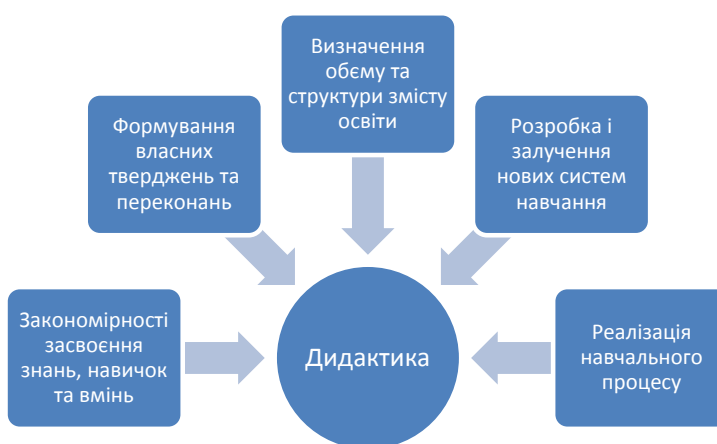 Визначення
обєму та
структури змісту
освіти
Формування
власних
тверджень та
переконань
Розробка і
залучення
нових систем
навчання
Закономірності
засвоєння
знань, навичок
та вмінь
Дидактика
Реалізація
навчального
процесу